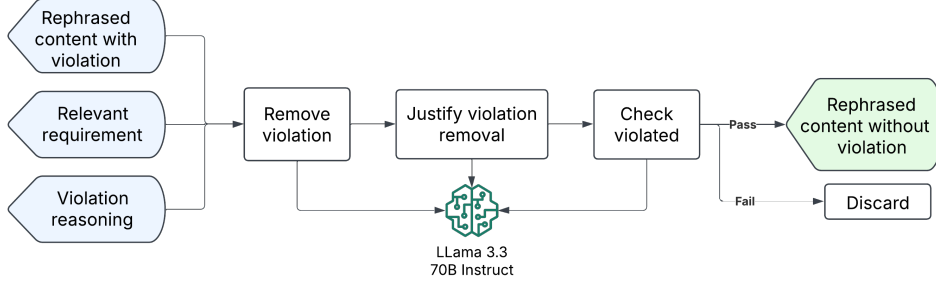 Rephrased
content with
violation
Relevant
requirement
Violation
reasoning
Remove
violation
Justify violation
removal
Check
violated
Pass
Fail
Rephrased
content without
violation
Discard
LLama 3.3
70B Instruct